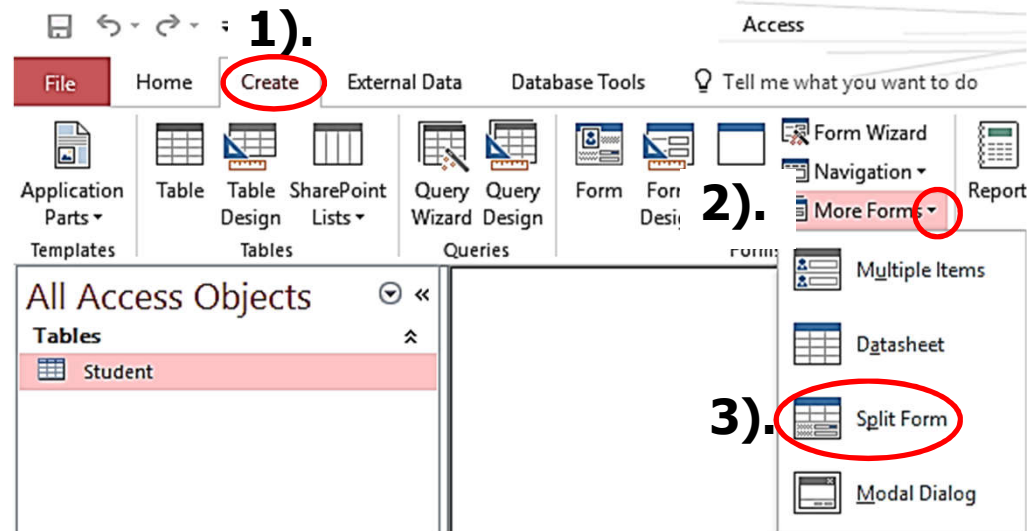 1).
Access
File Home Create External Data Database Tools Tell me what you want to do
Application
Parts
Templates
Table
Table
Design
SharePoint
Lists
Tables
Query
Wizard
Query
Design
Queries
Form
Form Wizard
Navigation
More Forms
Report
2).
Multiple Items
Datasheet
3).
Split Form
Modal Dialog
All Access Objects
Tables
Student